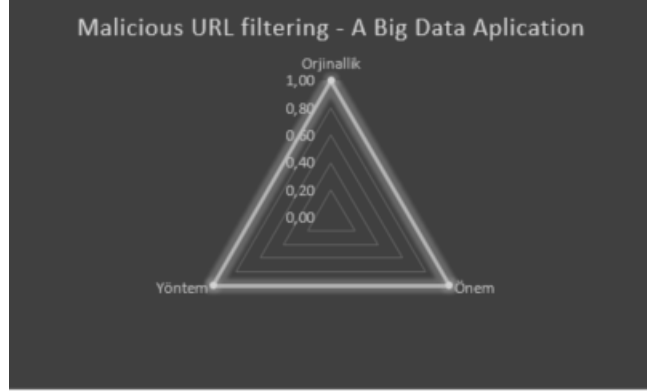 Malicious URL filtering - A Big Data Aplication
Orjinallik
1,00
0,80
0,60
0,40
0,20
0,00
Yöntem
Önem